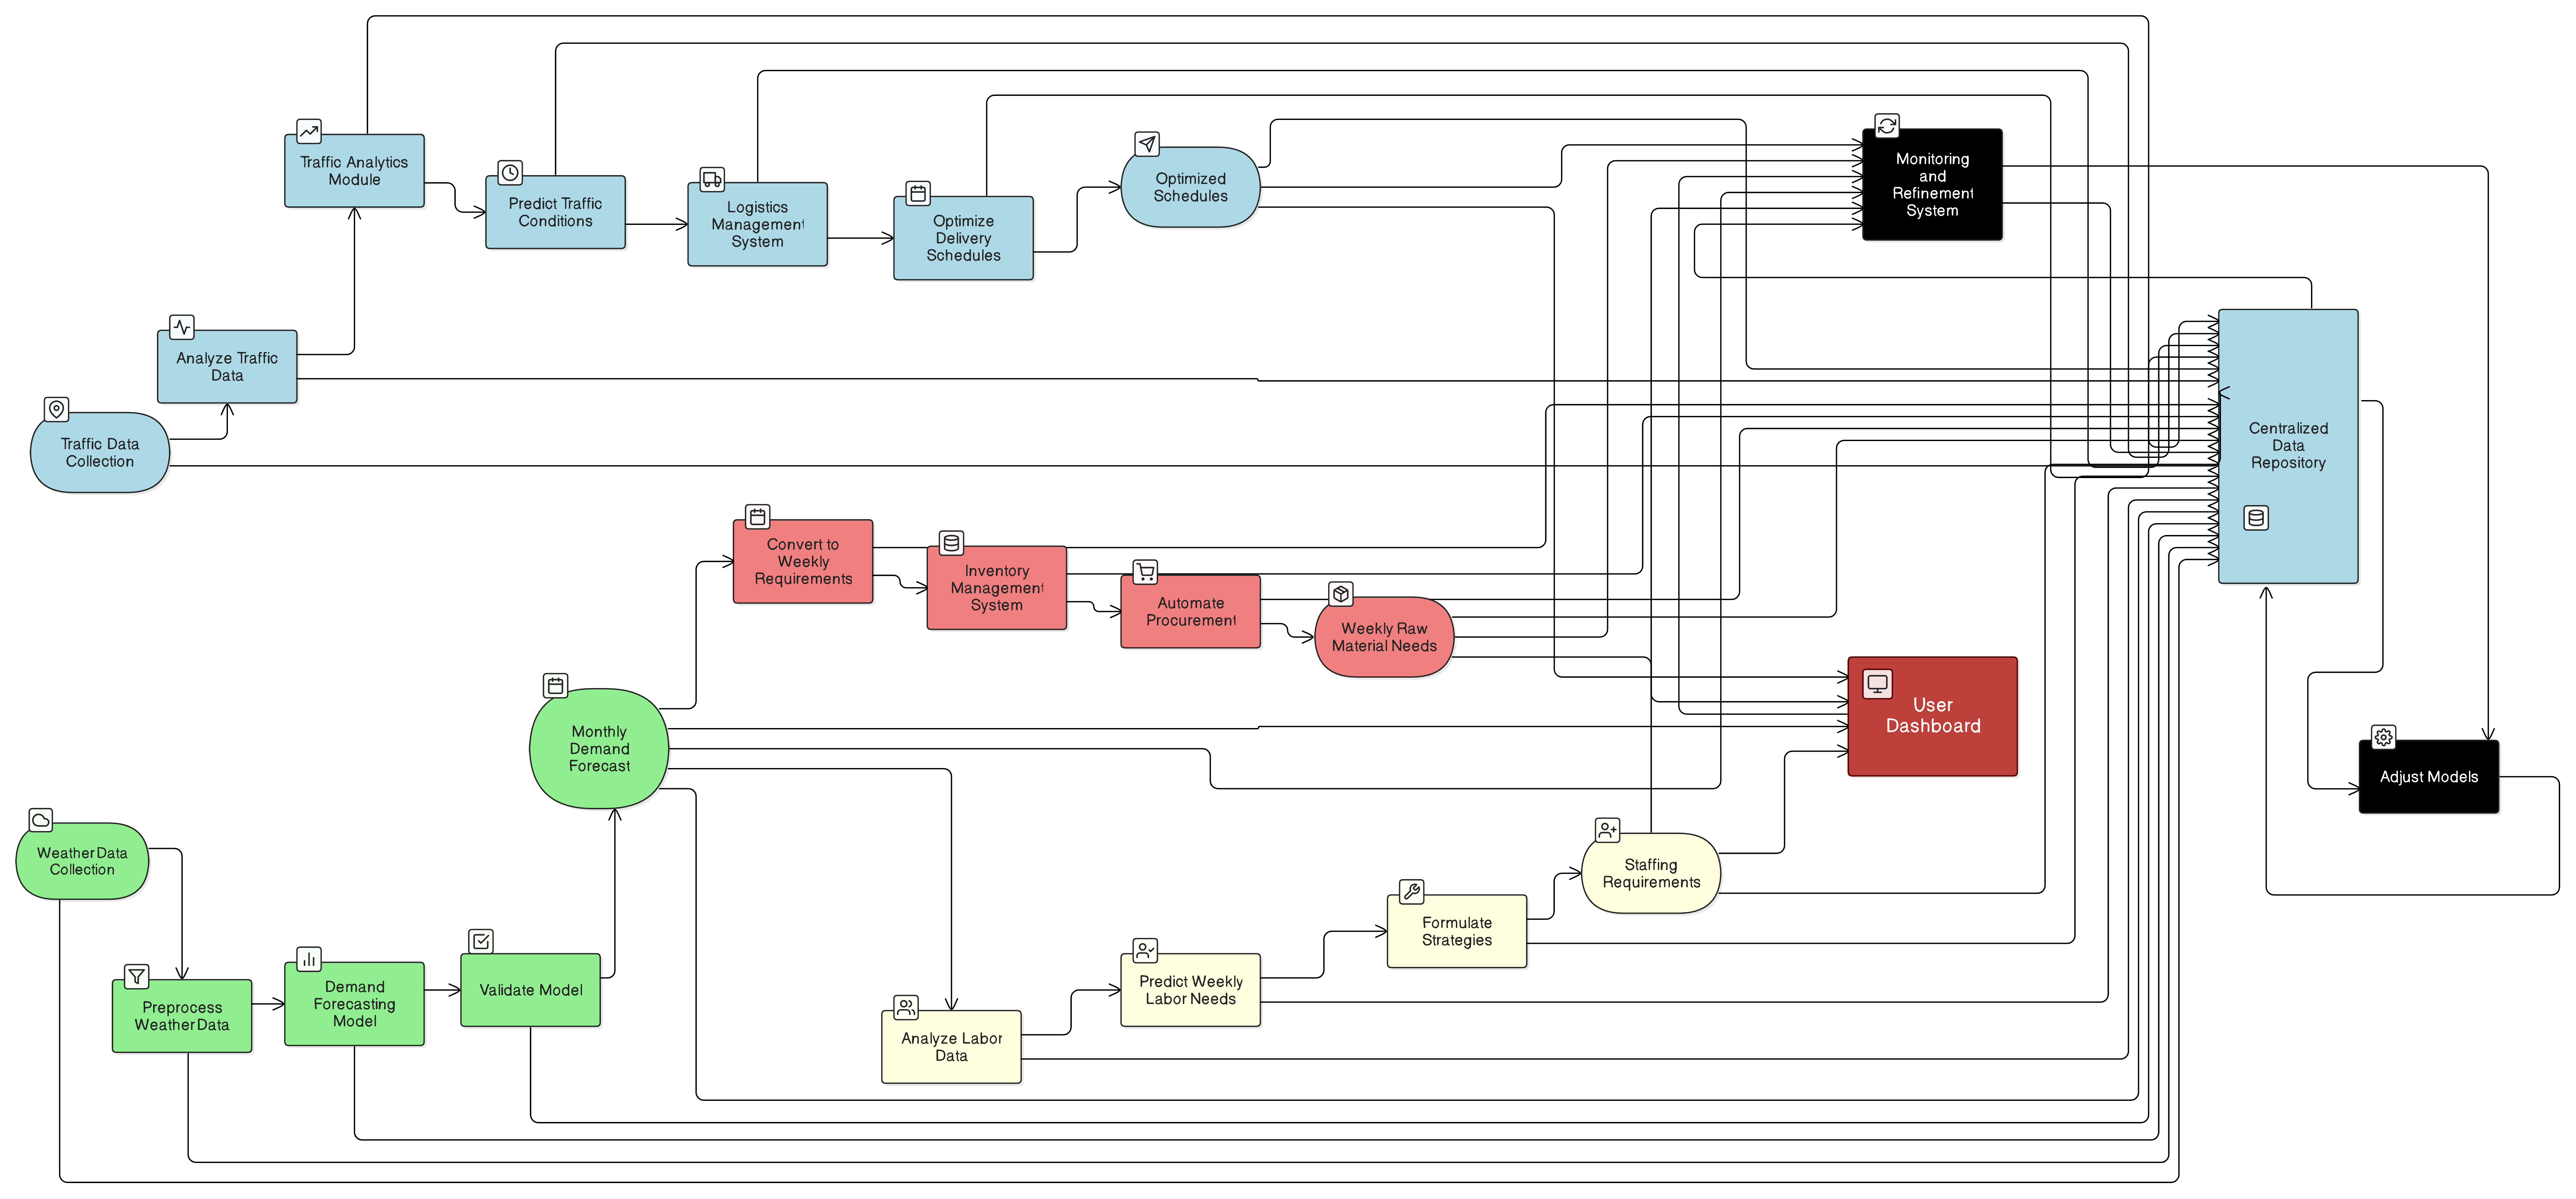 Traffic Analytics
Module
Predict Traffic
Conditions
Logistics
Management
System
Optimize
Delivery
Schedules
Optimized
Schedules
Monitoring
and
Refinement
System
Analyze Traffic
Data
Traffic Data
Collection
Centralized
Data
Repository
Convert to
Weekly
Requirements
Inventory
Management
System
Automate
Procurement
Weekly Raw
Material Needs
User
Dashboard
Monthly
Demand
Forecast
Adjust Models
Weather Data
Collection
Staffing
Requirements
Formulate
Strategies
Predict Weekly
Labor Needs
Analyze Labor
Data
Preprocess
Weather Data
Demand
Forecasting
Model
Validate Model